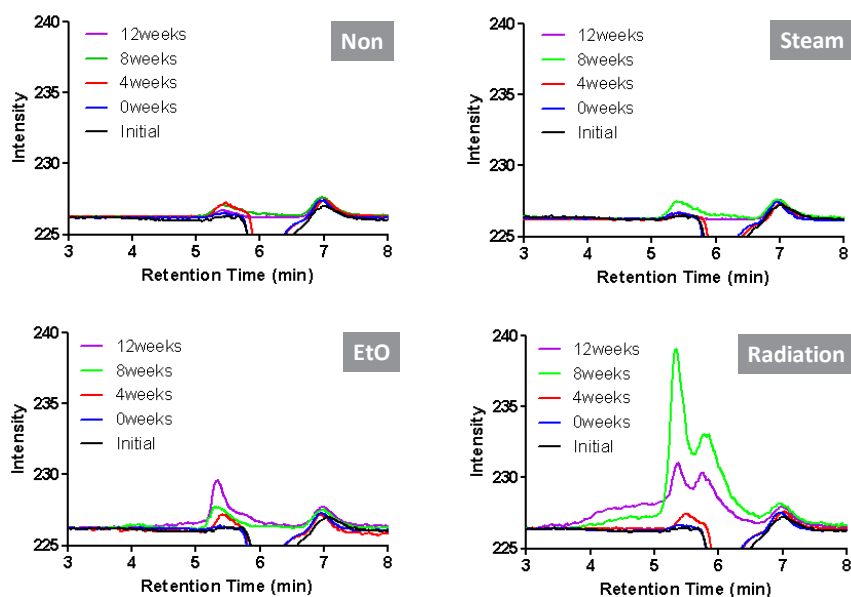 240
235
230
225
Intensity
12weeks
8weeks
4weeks
0weeks
Initial
Non
3 4 5 6 7 8
Retention Time (min)
240
235
230
225
Intensity
12weeks
8weeks
4weeks
0weeks
Initial
Steam
3 4 5 6 7 8
Retention Time (min)
240
235
230
225
Intensity
12weeks
8weeks
4weeks
0weeks
Initial
EtO
3 4 5 6 7 8
Retention Time (min)
240
235
230
225
Intensity
12weeks
8weeks
4weeks
0weeks
Initial
Radiation
3 4 5 6 7 8
Retention Time (min)